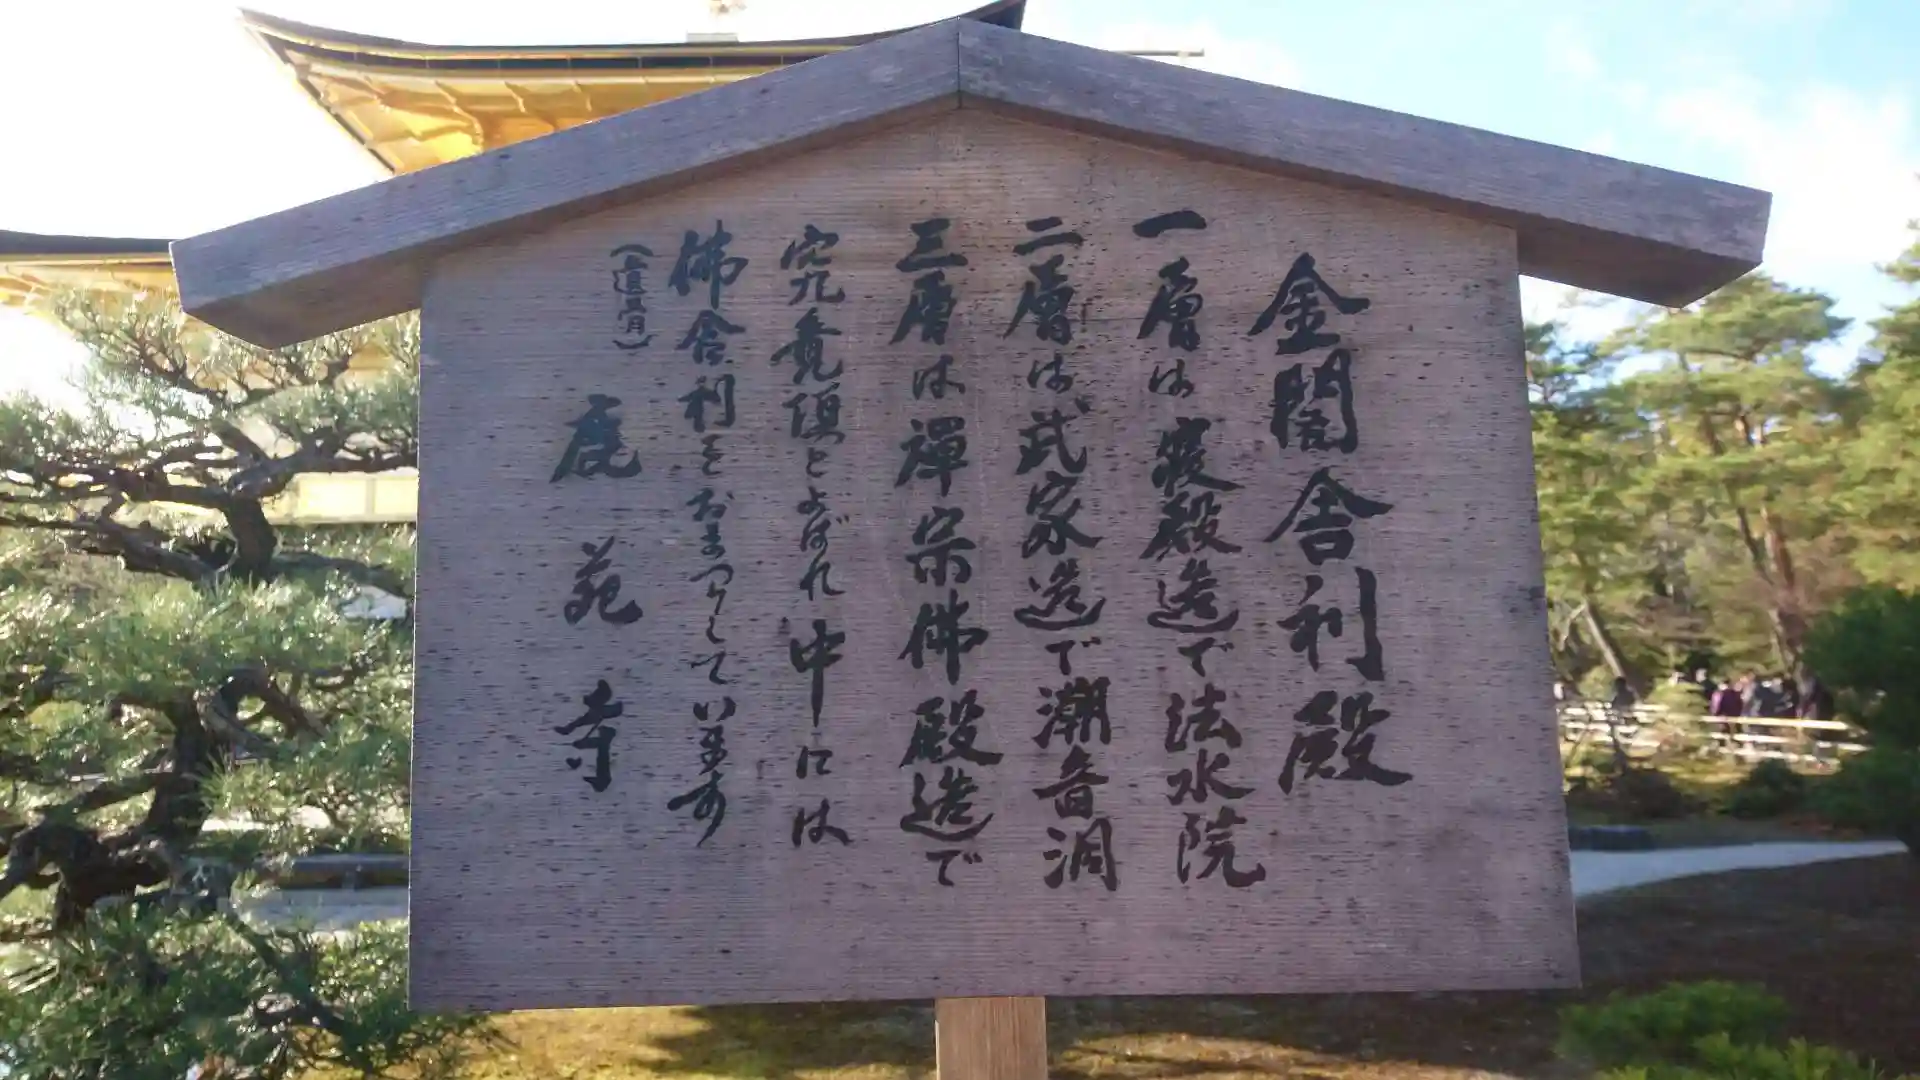 金閣舎利殿
一層は寝殿造で法水院
二層は武家造で潮音洞
三層は禅宗佛殿造で
究竟頂とよばれ中には
佛舎利をおまつりしています
(御遺骨)
鹿苑寺